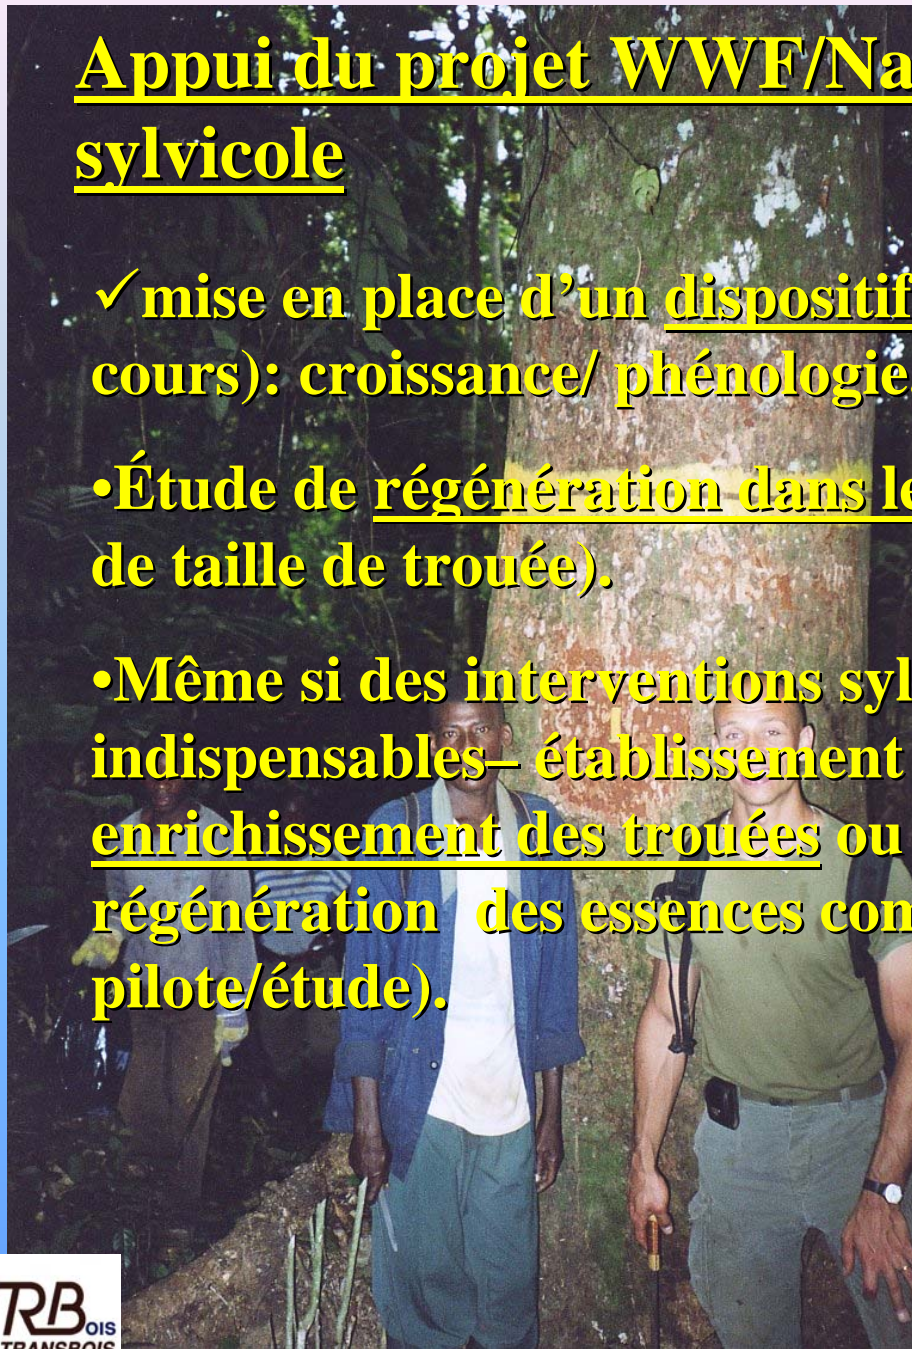 Appui du projet WWF/Na
sylvicole
✓mise en place d’un dispositif
cours): croissance/ phénologie
•Étude de régénération dans le
de taille de trouée).
•Même si des interventions syl
indispensables– établissement
enrichissement des trouées ou
régénération des essences com
pilote/étude).
TRBOIS
TRANSBOIS